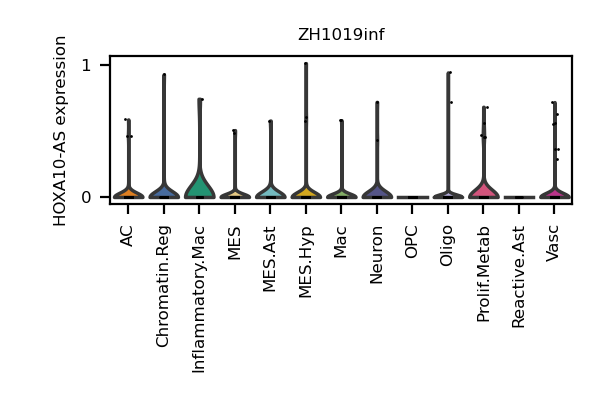 ZH1019inf
HOXA10-AS expression
1
0
AC
Chromatin.Reg
Inflammatory.Mac
MES
MES.Ast
MES.Hyp
Mac
Neuron
OPC
Oligo
Prolif.Metab
Reactive.Ast
Vasc